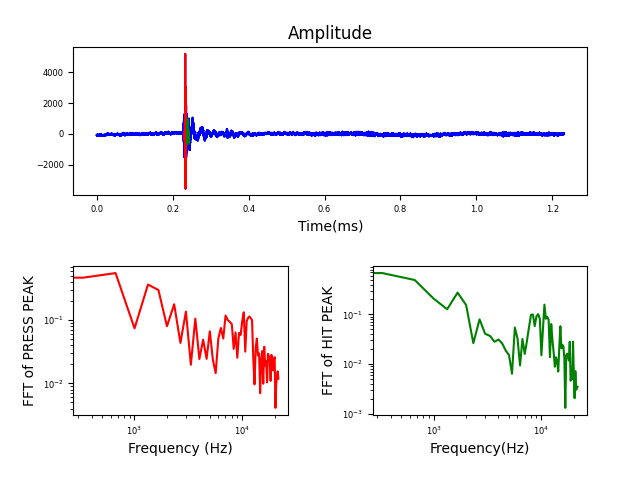 Amplitude
4000
2000
0
−2000
0.0 0.2 0.4 0.6 0.8 1.0 1.2
Time(ms)
FFT of PRESS PEAK
10⁻¹
10⁻²
10³ 10⁴
Frequency (Hz)
FFT of HIT PEAK
10⁻¹
10⁻²
10⁻³
10³ 10⁴
Frequency(Hz)